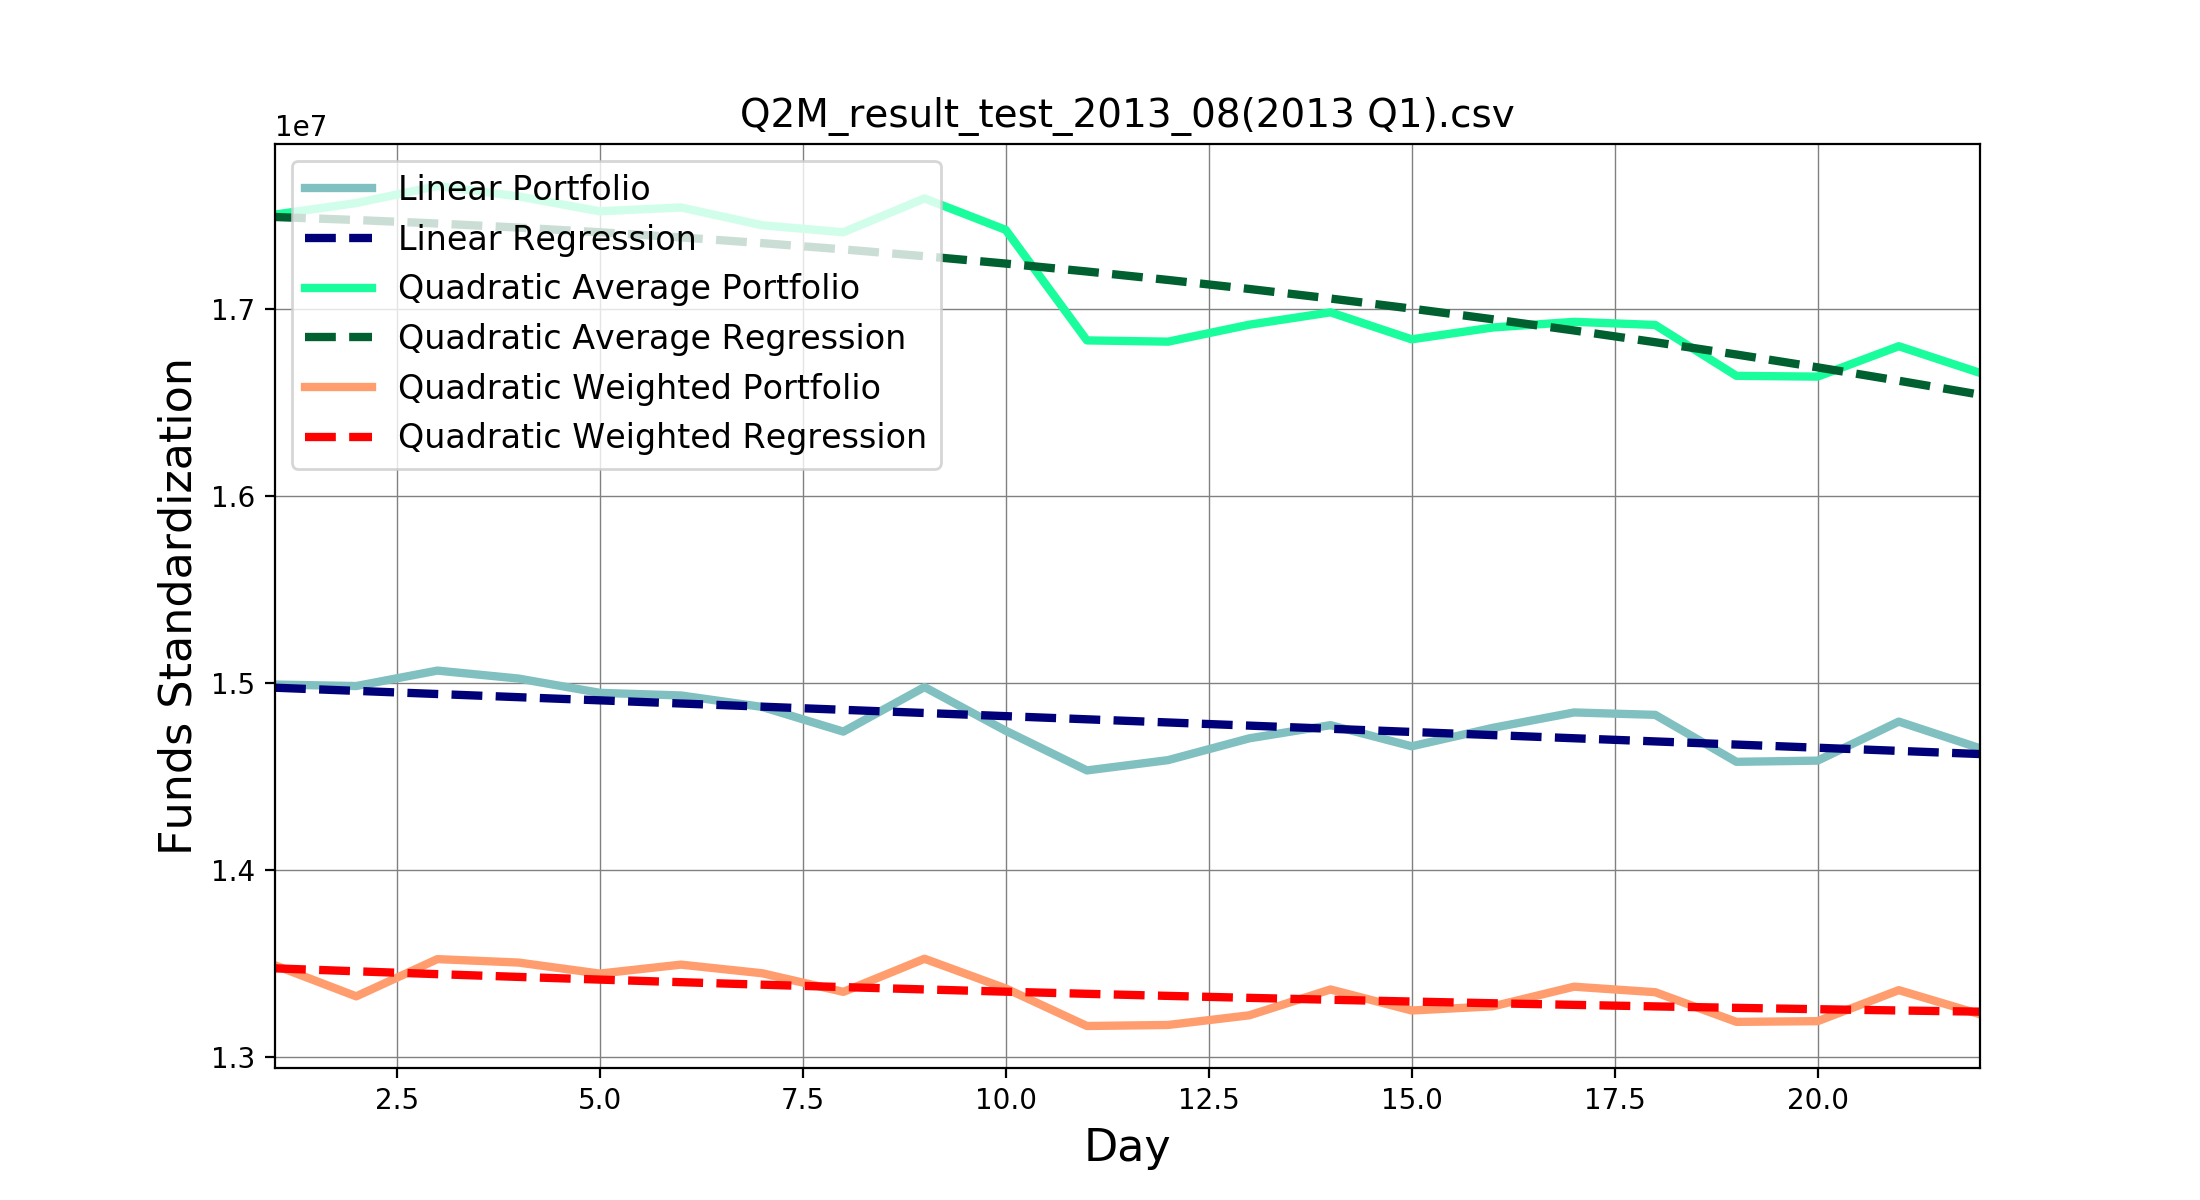 Q2M_result_test_2013_08(2013 Q1).csv
1e7
Linear Portfolio
Linear Regression
Quadratic Average Portfolio
Quadratic Average Regression
Quadratic Weighted Portfolio
Quadratic Weighted Regression
Funds Standardization
1.7
1.6
1.5
1.4
1.3
2.5 5.0 7.5 10.0 12.5 15.0 17.5 20.0
Day